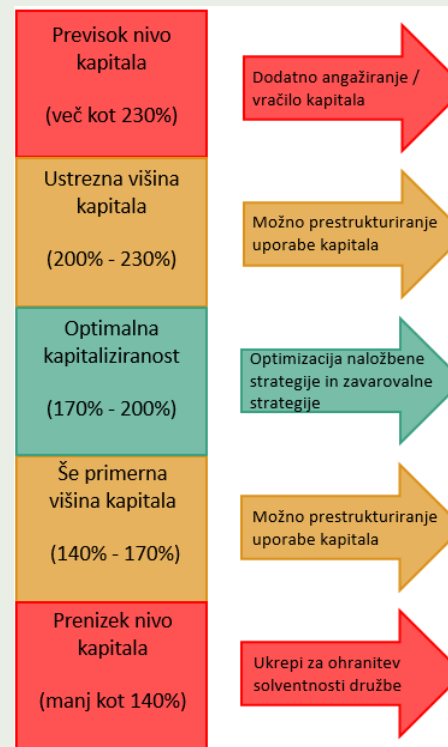 Previsok nivo
kapitala
(več kot 230%)
Dodatno angažiranje /
vračilo kapitala
Ustrezna višina
kapitala
(200% - 230%)
Možno prestrukturiranje
uporabe kapitala
Optimalna
kapitaliziranost
(170% - 200%)
Optimizacija naložbene
strategije in zavarovalne
strategije
Še primerna
višina kapitala
(140% - 170%)
Možno prestrukturiranje
uporabe kapitala
Prenizek nivo
kapitala
(manj kot 140%)
Ukrepi za ohranitev
solventnosti družbe